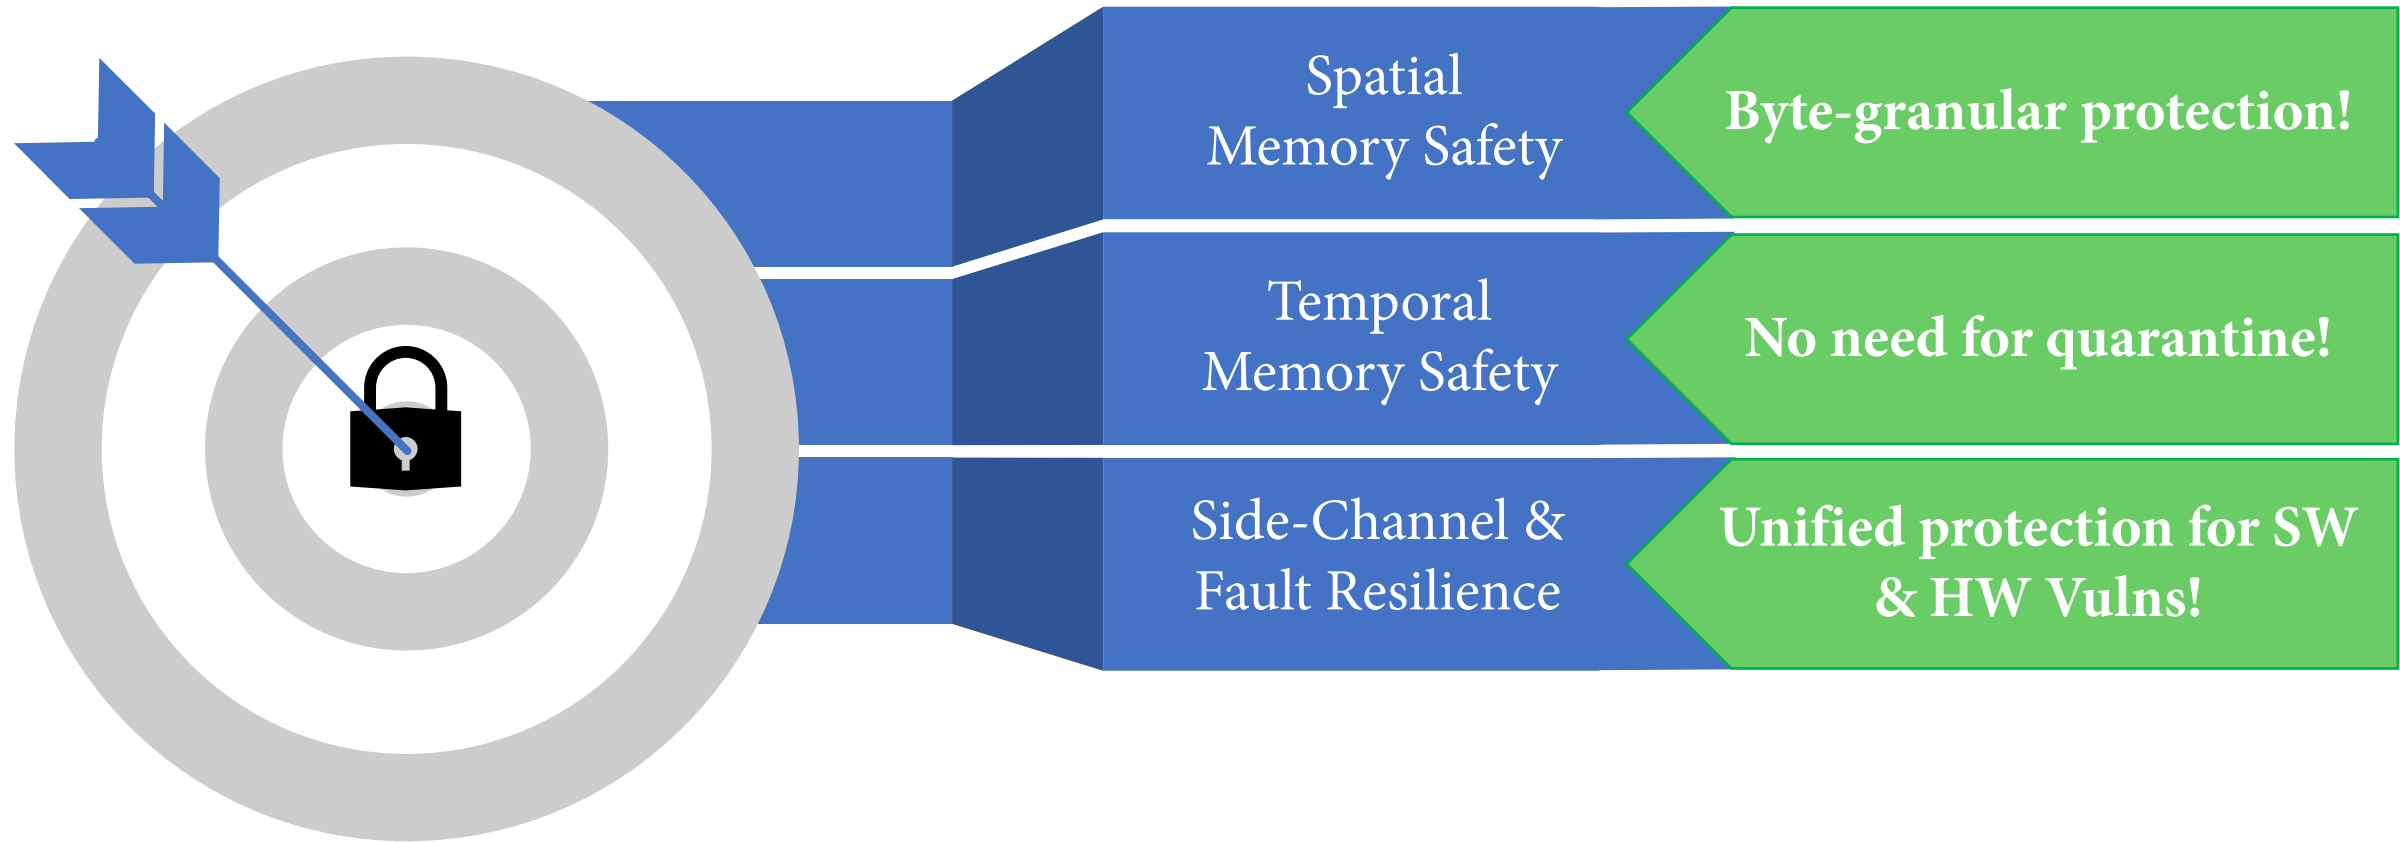 Spatial
Memory Safety
Byte-granular protection!
Temporal
Memory Safety
No need for quarantine!
Side-Channel &
Fault Resilience
Unified protection for SW
& HW Vulns!